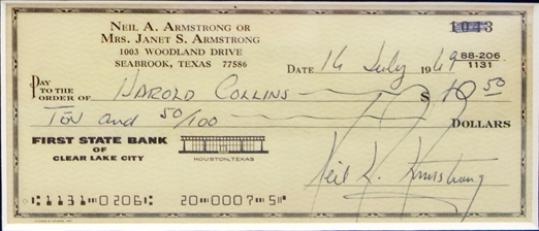 NEIL A. ARMSTRONG OR
MRS. JANET S. ARMSTRONG
1003 WOODLAND DRIVE
SEABROOK, TEXAS 77586
1043
DATE 16 July 1969 88-206
1131
PAY
TO THE
ORDER OF HAROLD COLLINS $ 10 50
Ten and 50/100 DOLLARS
FIRST STATE BANK
OF
CLEAR LAKE CITY
HOUSTON, TEXAS
Neil A. Armstrong
1131 0206 20 0007 5